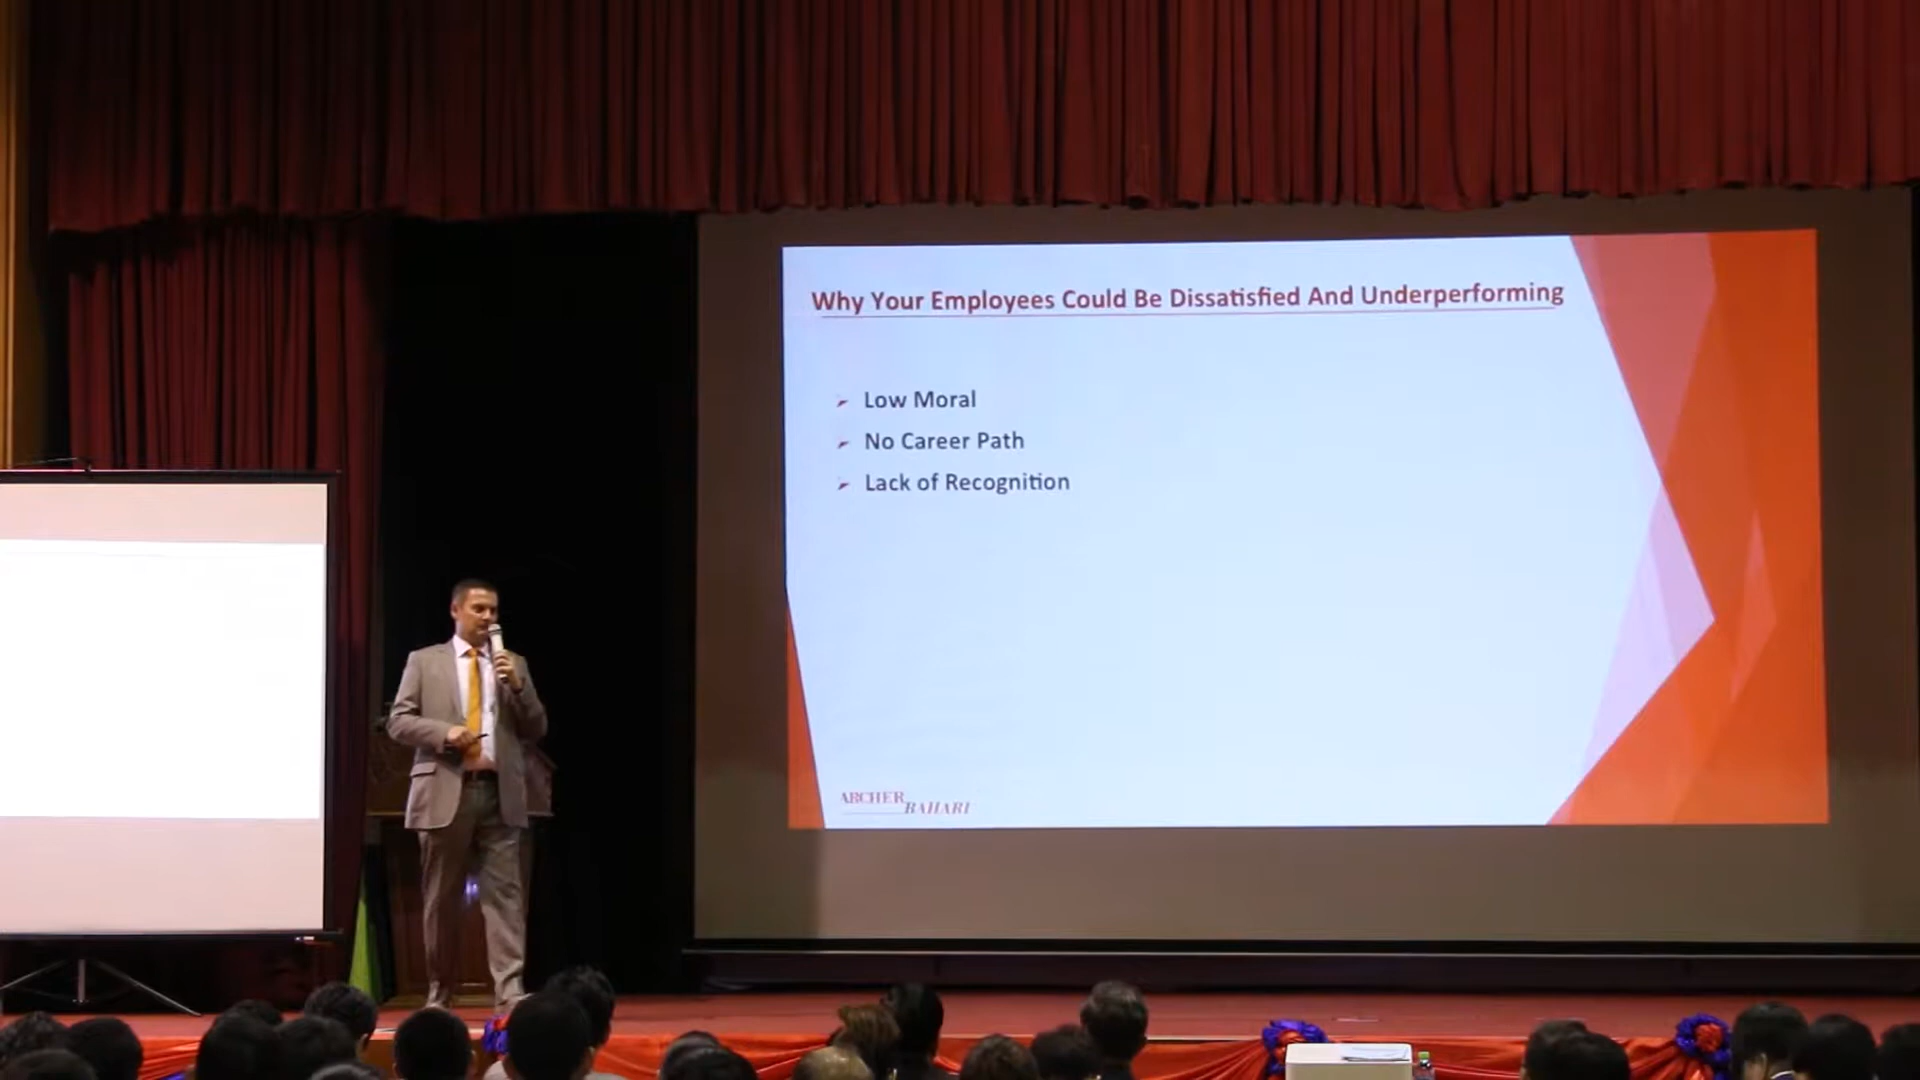 Why Your Employees Could Be Dissatisfied And Underperforming
Low Moral
No Career Path
Lack of Recognition
ARCHER
BAHARI